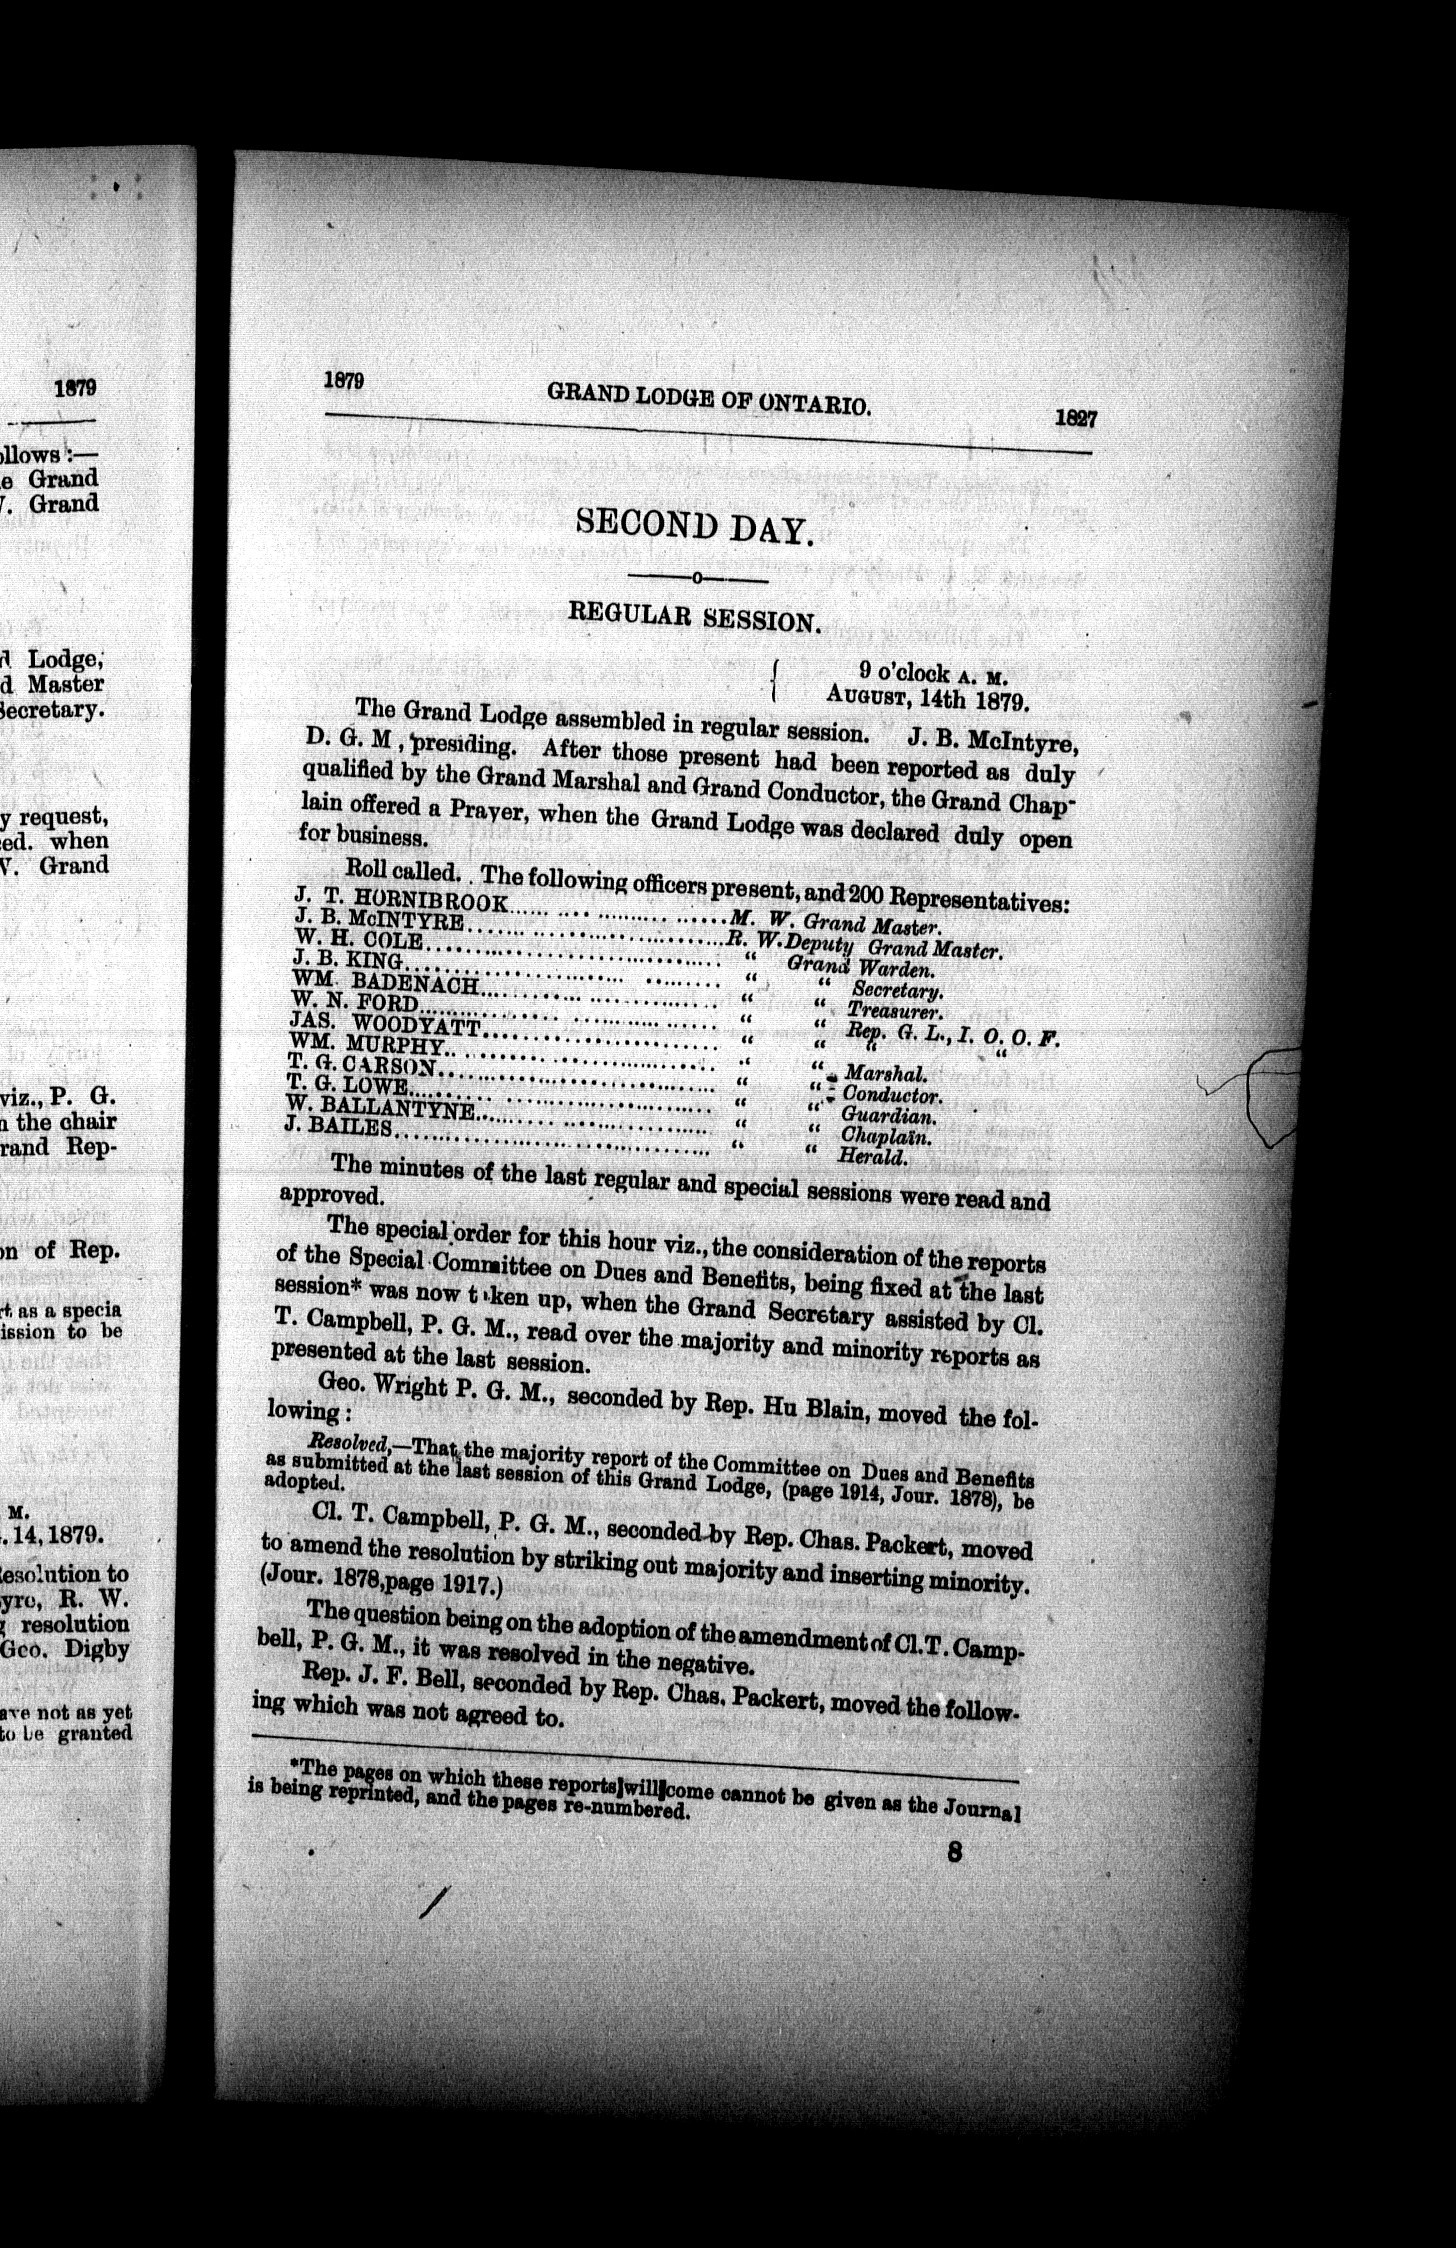 1879
ollows :—
e Grand
. Grand
Lodge,
d Master
Secretary.
y request,
ed. when
. Grand
viz., P. G.
the chair
rand Rep-
on of Rep.
t as a specia
ission to be
M.
. 14, 1879.
esolution to
yre, R. W.
resolution
Geo. Digby
ave not as yet
to be granted
1879 GRAND LODGE OF ONTARIO. 1827
SECOND DAY.
——o——
REGULAR SESSION.
{ 9 o'clock A. M.
AUGUST, 14th 1879.
The Grand Lodge assembled in regular session. J. B. McIntyre,
D. G. M , presiding. After those present had been reported as duly
qualified by the Grand Marshal and Grand Conductor, the Grand Chap-
lain offered a Prayer, when the Grand Lodge was declared duly open
for business.
Roll called. . The following officers present, and 200 Representatives:
J. T. HORNIBROOK..........M. W. Grand Master.
J. B. McINTYRE..........R. W. Deputy Grand Master.
W. H. COLE.......... “ Grand Warden.
J. B. KING.......... “ “ Secretary.
WM. BADENACH.......... “ “ Treasurer.
W. N. FORD.......... “ “ Rep. G. L., I. O. O. F.
JAS. WOODYATT.......... “ “ “ “
WM. MURPHY.......... “ “ Marshal.
T. G. CARSON.......... “ “ Conductor.
T. G. LOWE.......... “ “ Guardian.
W. BALLANTYNE.......... “ “ Chaplain.
J. BAILES.......... “ “ Herald.
The minutes of the last regular and special sessions were read and
approved.
The special order for this hour viz., the consideration of the reports
of the Special Committee on Dues and Benefits, being fixed at the last
session* was now t ken up, when the Grand Secretary assisted by Cl.
T. Campbell, P. G. M., read over the majority and minority reports as
presented at the last session.
Geo. Wright P. G. M., seconded by Rep. Hu Blain, moved the fol-
lowing :
Resolved,—That the majority report of the Committee on Dues and Benefits
as submitted at the last session of this Grand Lodge, (page 1914, Jour. 1878), be
adopted.
Cl. T. Campbell, P. G. M., seconded by Rep. Chas. Packert, moved
to amend the resolution by striking out majority and inserting minority.
(Jour. 1878, page 1917.)
The question being on the adoption of the amendment of Cl. T. Camp-
bell, P. G. M., it was resolved in the negative.
Rep. J. F. Bell, seconded by Rep. Chas. Packert, moved the follow-
ing which was not agreed to.
*The pages on which these reports will come cannot be given as the Journal
is being reprinted, and the pages re-numbered.
8